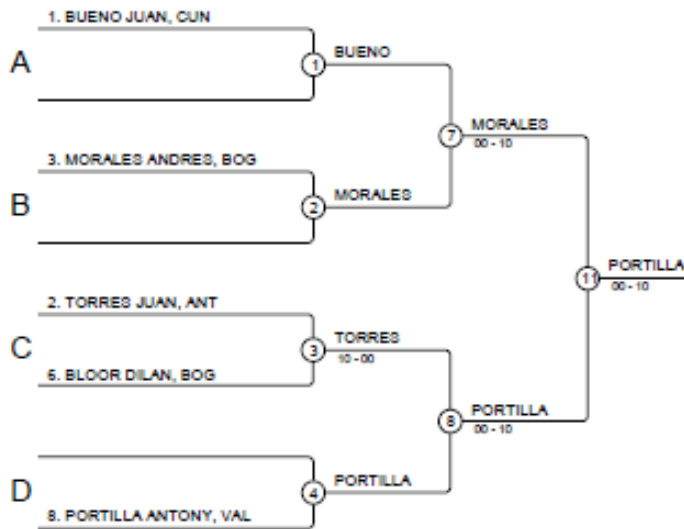 1. BUENO JUAN, CUN
A
1
BUENO
7
MORALES
00 - 10
3. MORALES ANDRES, BOG
B
2
MORALES
11
PORTILLA
00 - 10
2. TORRES JUAN, ANT
C
3
TORRES
10 - 00
6. BLOOR DILAN, BOG
8
PORTILLA
00 - 10
D
4
PORTILLA
8. PORTILLA ANTONY, VAL